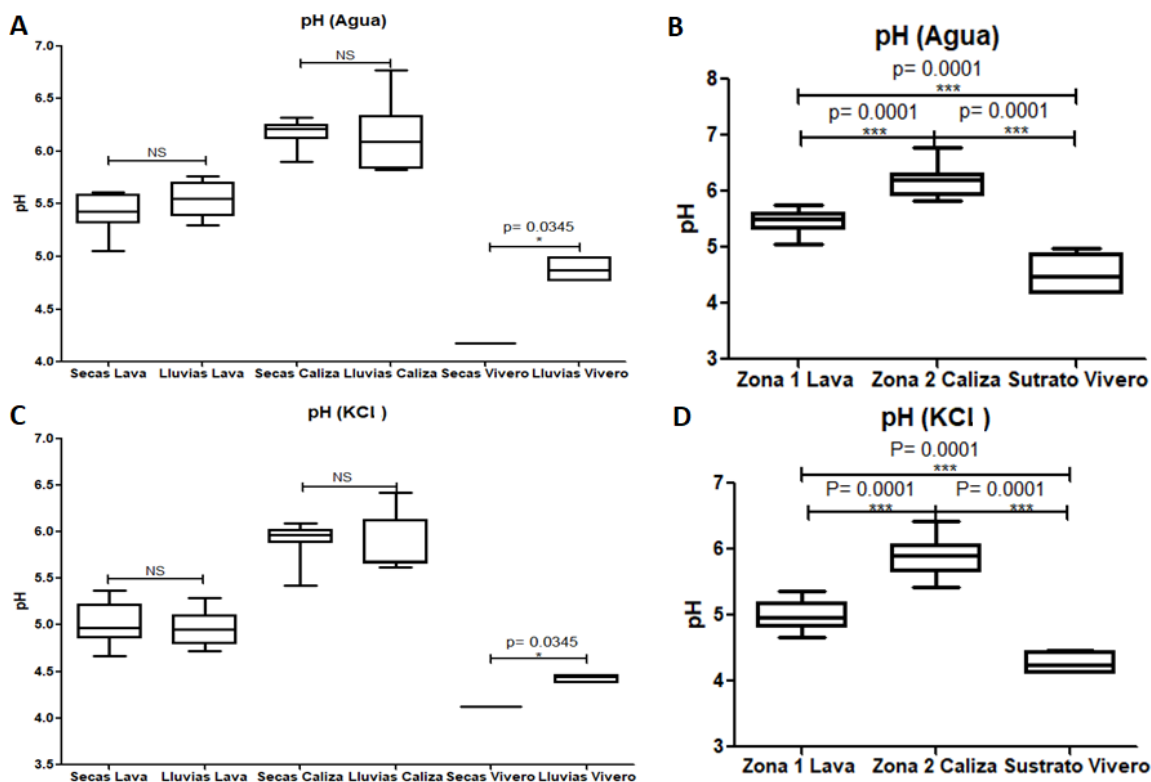 A
pH (Agua)
7.0
6.5
6.0
5.5
5.0
4.5
4.0
pH
NS
NS
p= 0.0345
*
Secas Lava
Lluvias Lava
Secas Caliza
Lluvias Caliza
Secas Vivero
Lluvias Vivero
B
pH (Agua)
8
7
6
5
4
3
pH
p= 0.0001
***
p= 0.0001
***
p= 0.0001
***
Zona 1 Lava
Zona 2 Caliza
Sutrato Vivero
C
pH (KCl )
7.0
6.5
6.0
5.5
5.0
4.5
4.0
3.5
pH
NS
NS
p= 0.0345
*
Secas Lava
Lluvias Lava
Secas Caliza
Lluvias Caliza
Secas Vivero
Lluvias Vivero
D
pH (KCl )
7
6
5
4
3
pH
P= 0.0001
***
P= 0.0001
***
P= 0.0001
***
Zona 1 Lava
Zona 2 Caliza
Sustrato Vivero